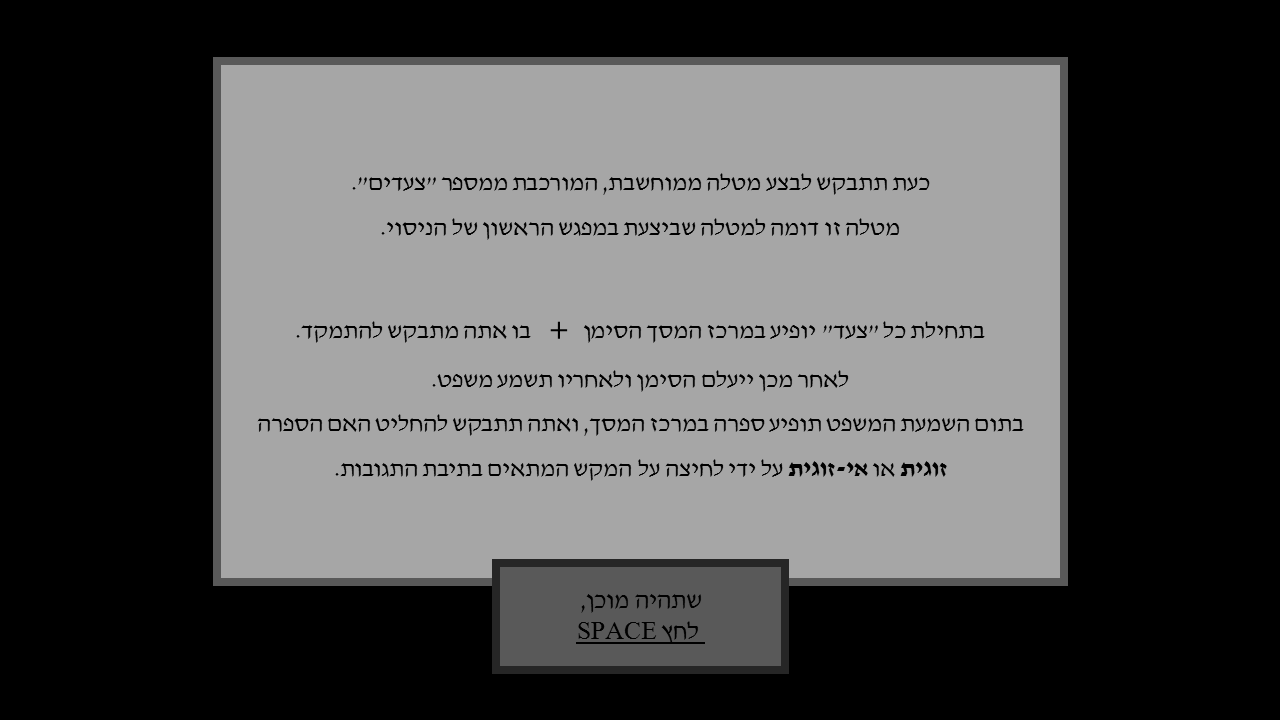 כעת תתבקש לבצע מטלה ממוחשבת, המורכבת ממספר "צעדים".
מטלה זו דומה למטלה שביצעת במפגש הראשון של הניסוי.
בתחילת כל "צעד" יופיע במרכז המסך הסימן + בו אתה מתבקש להתמקד.
לאחר מכן ייעלם הסימן ולאחריו תשמע משפט.
בתום השמעת המשפט תופיע ספרה במרכז המסך, ואתה תתבקש להחליט האם הספרה
זוגית או אי-זוגית על ידי לחיצה על המקש המתאים בתיבת התגובות.
שתהיה מוכן,
לחץ SPACE